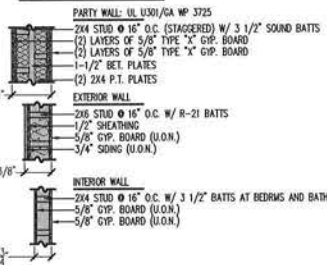 PARTY WALL: UL U301/GA WP 3725
2X4 STUD @ 16" O.C. (STAGGERED) W/ 3 1/2" SOUND BATTS
(2) LAYERS OF 5/8" TYPE "X" GYP. BOARD
(2) LAYERS OF 5/8" TYPE "X" GYP. BOARD
1-1/2" BET. PLATES
(2) 2X4 P.T. PLATES
EXTERIOR WALL
2X6 STUD @ 16" O.C. W/ R-21 BATTS
1/2" SHEATHING
5/8" GYP. BOARD (U.O.N.)
3/4" SIDING (U.O.N.)
/8"
INTERIOR WALL
2X4 STUD @ 16" O.C. W/ 3 1/2" BATTS AT BEDRMS AND BATH
5/8" GYP. BOARD (U.O.N.)
5/8" GYP. BOARD (U.O.N.)